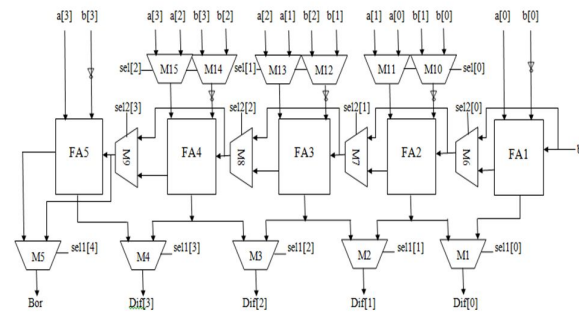 a[3] b[3] a[3] a[2] b[3] b[2] a[2] a[1] b[2] b[1] a[1] a[0] b[1] b[0] a[0] b[0]
sel[2] M15 M14 sel[1] M13 M12 M11 M10 sel[0]
sel2[3] sel2[2] sel2[1] sel2[0]
FA5 M9 FA4 M8 FA3 M7 FA2 M6 FA1
M5 sel1[4] M4 sel1[3] M3 sel1[2] M2 sel1[1] M1 sel1[0]
Bor Dif[3] Dif[2] Dif[1] Dif[0]